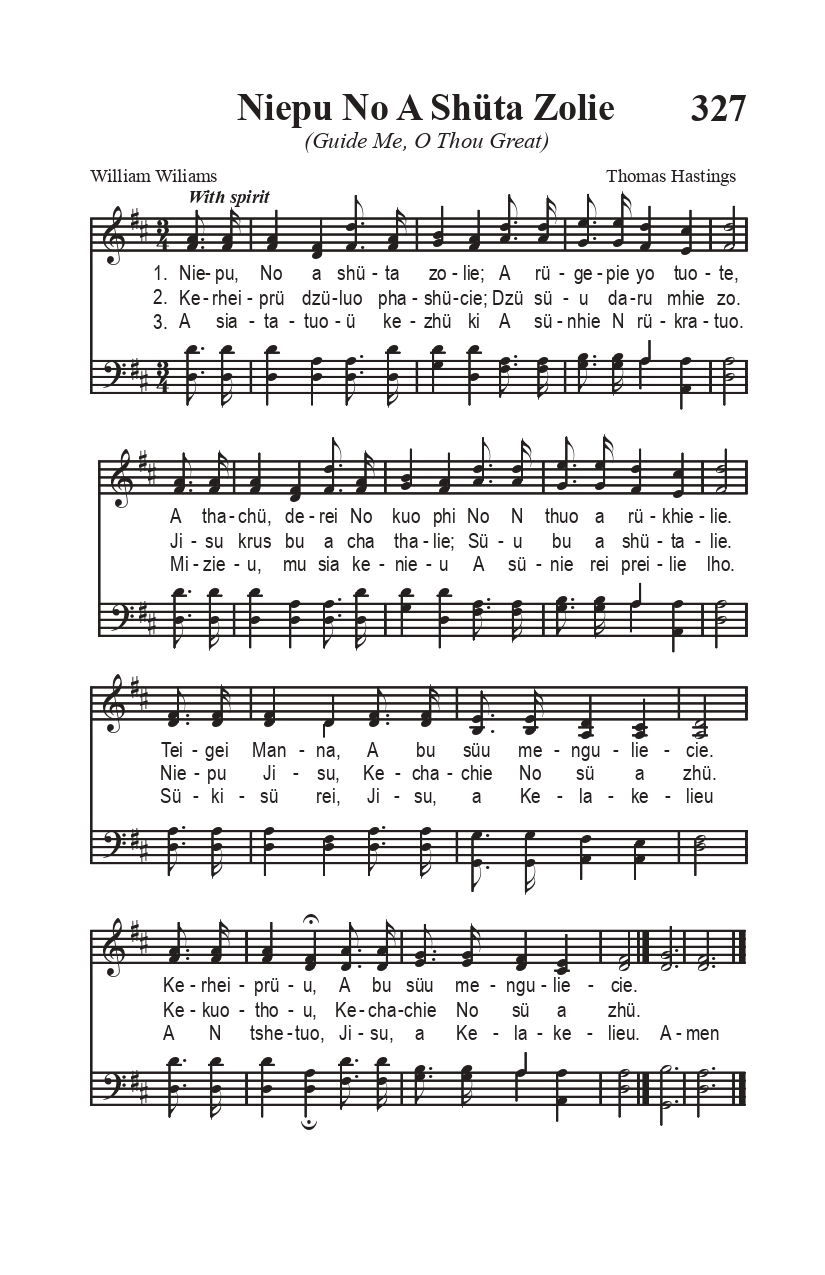 Niepu No A Shüta Zolie 327
(Guide Me, O Thou Great)
William Wiliams Thomas Hastings
With spirit
1. Nie-pu, No a shü-ta zo-lie; A rü-ge-pie yo tuo-te,
2. Ke-rhei-prü dzü-luo pha-shü-cie; Dzü sü-u da-ru mhie zo.
3. A sia-ta-tuo-ü ke-zhü ki A sü-nhie N rü-kra-tuo.
A tha-chü, de-rei No kuo phi No N thuo a rü-khie-lie.
Ji-su krus bu a cha tha-lie; Sü-u bu a shü-ta-lie.
Mi-zie-u, mu sia ke-nie-u A sü-nie rei prei-lie lho.
Tei-gei Man-na, A bu süu me-ngu-lie-cie.
Nie-pu Ji-su, Ke-cha-chie No sü a zhü.
Sü-ki-sü rei, Ji-su, a Ke-la-ke-lieu
Ke-rhei-prü-u, A bu süu me-ngu-lie-cie.
Ke-kuo-tho-u, Ke-cha-chie No sü a zhü.
A N tshe-tuo, Ji-su, a Ke-la-ke-lieu. A-men